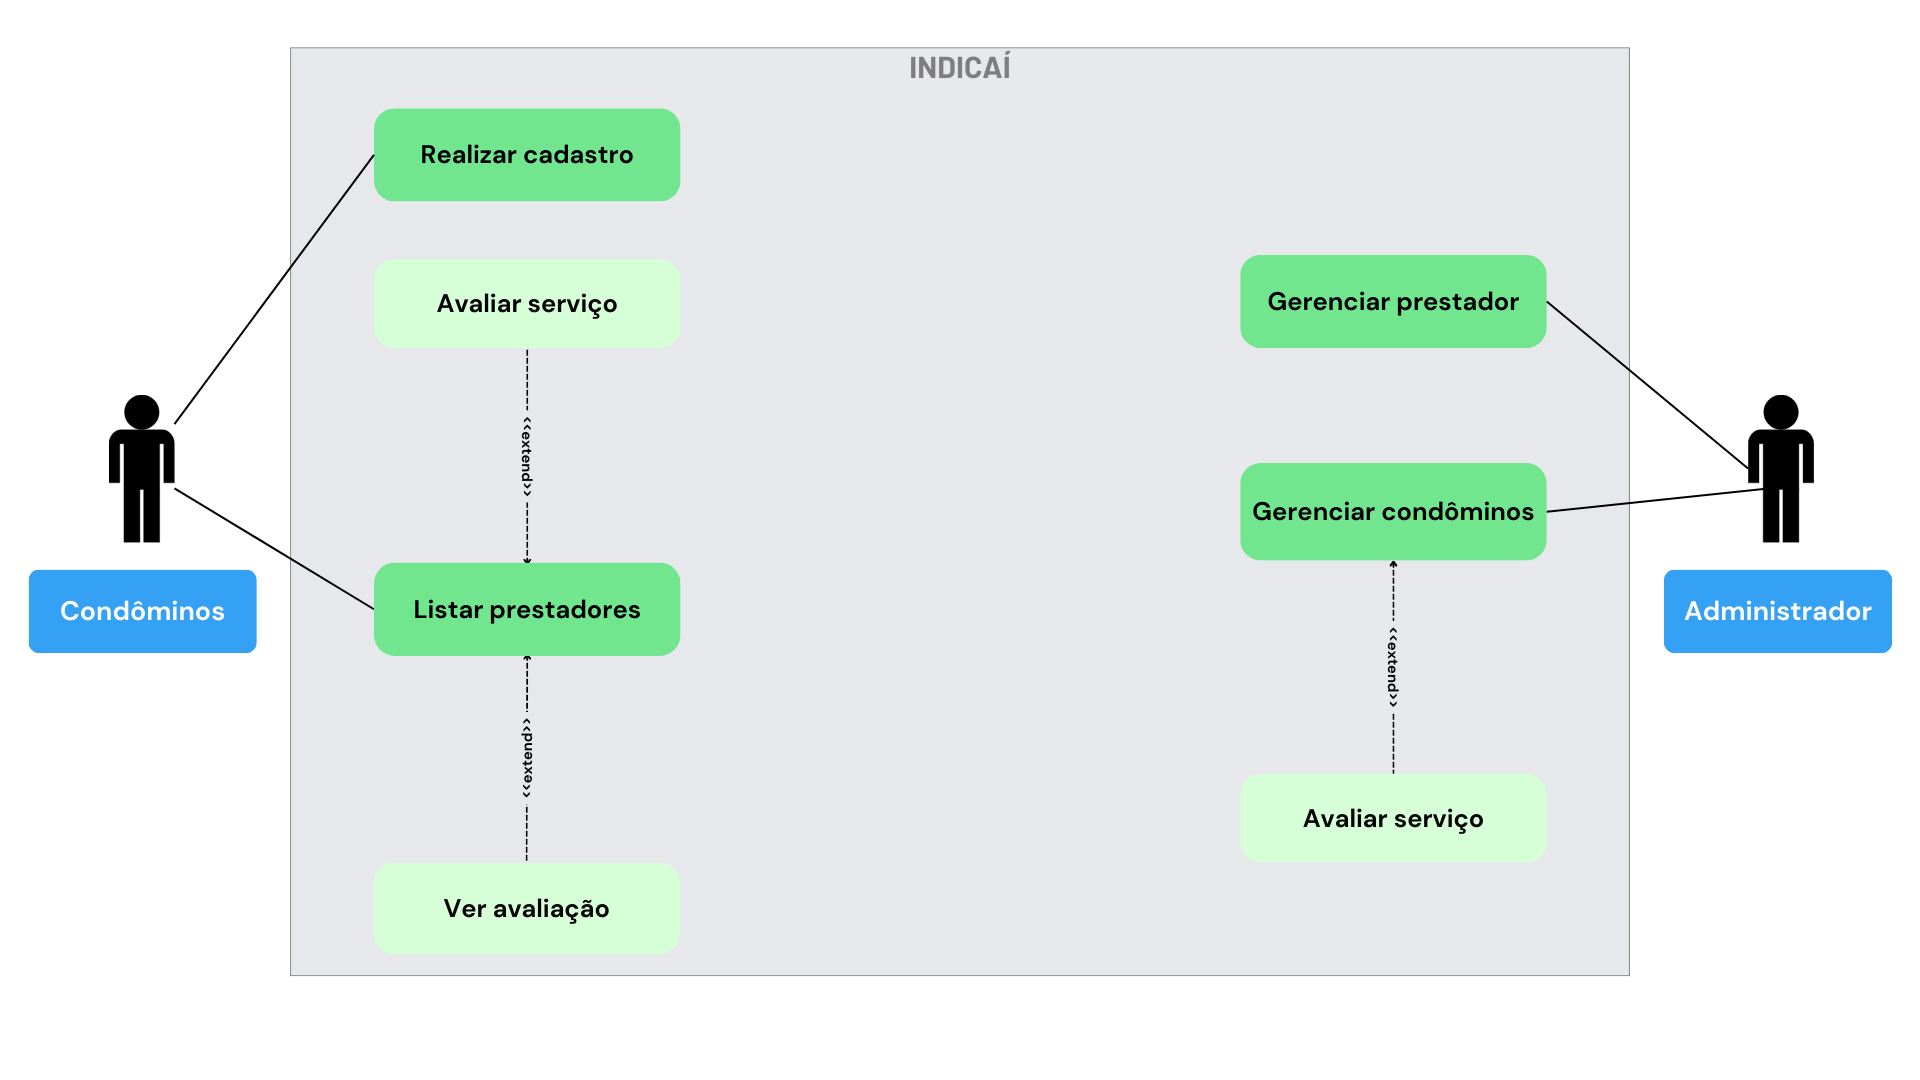 INDICAÍ
Realizar cadastro
Avaliar serviço
<<extend>>
Listar prestadores
<<extend>>
Ver avaliação
Condôminos
Gerenciar prestador
Gerenciar condôminos
<<extend>>
Avaliar serviço
Administrador